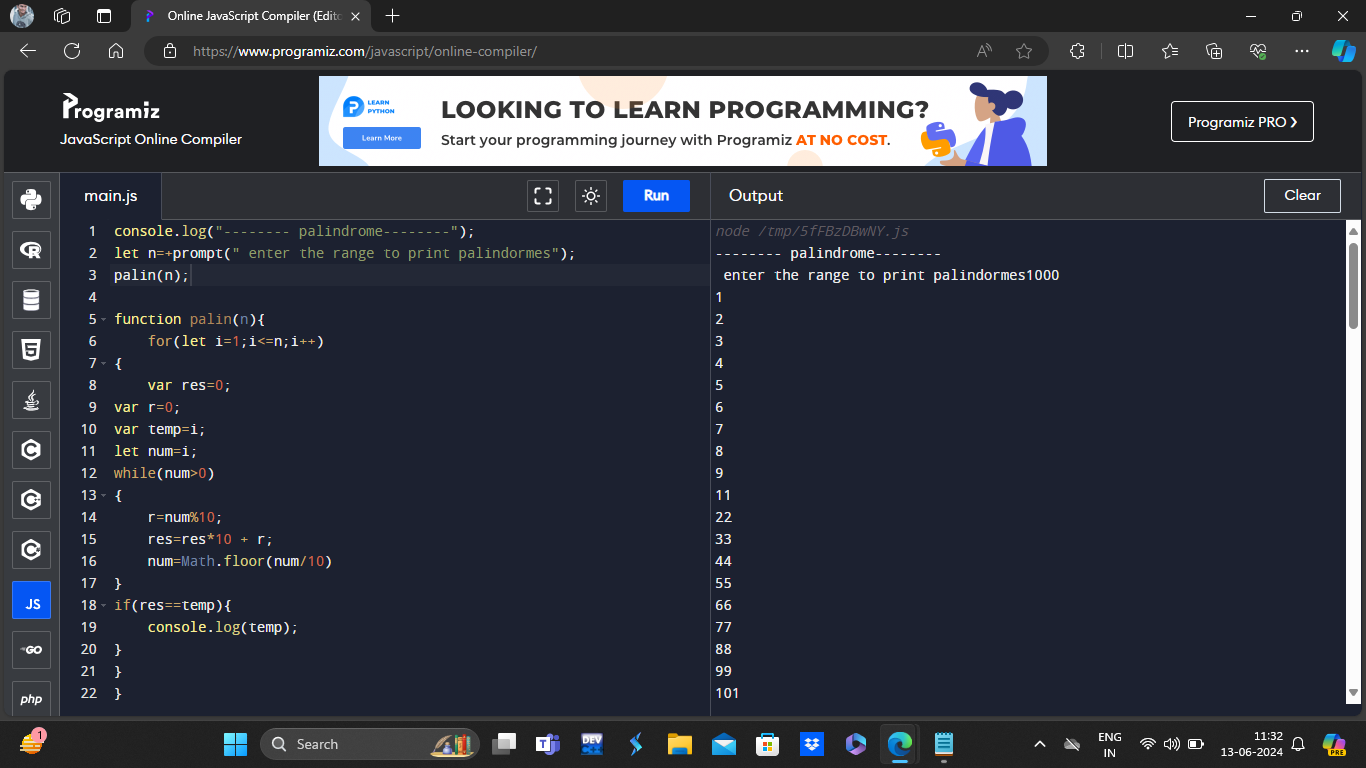 Online JavaScript Compiler (Edito
https://www.programiz.com/javascript/online-compiler/
Programiz
JavaScript Online Compiler
LEARN
PYTHON
Learn More
LOOKING TO LEARN PROGRAMMING?
Start your programming journey with Programiz AT NO COST.
Programiz PRO
main.js
Run
Output
Clear
1 console.log("-------- palindrome--------");
2 let n=+prompt(" enter the range to print palindormes");
3 palin(n);
4
5 function palin(n){
6     for(let i=1;i<=n;i++)
7 {
8     var res=0;
9 var r=0;
10 var temp=i;
11 let num=i;
12 while(num>0)
13 {
14     r=num%10;
15     res=res*10 + r;
16     num=Math.floor(num/10)
17 }
18 if(res==temp){
19     console.log(temp);
20 }
21 }
22 }
node /tmp/5fFBzDBwNY.js
-------- palindrome--------
 enter the range to print palindormes1000
1
2
3
4
5
6
7
8
9
11
22
33
44
55
66
77
88
99
101
JS
GO
php
1
Search
DEV
ENG
IN
11:32
13-06-2024
PRE